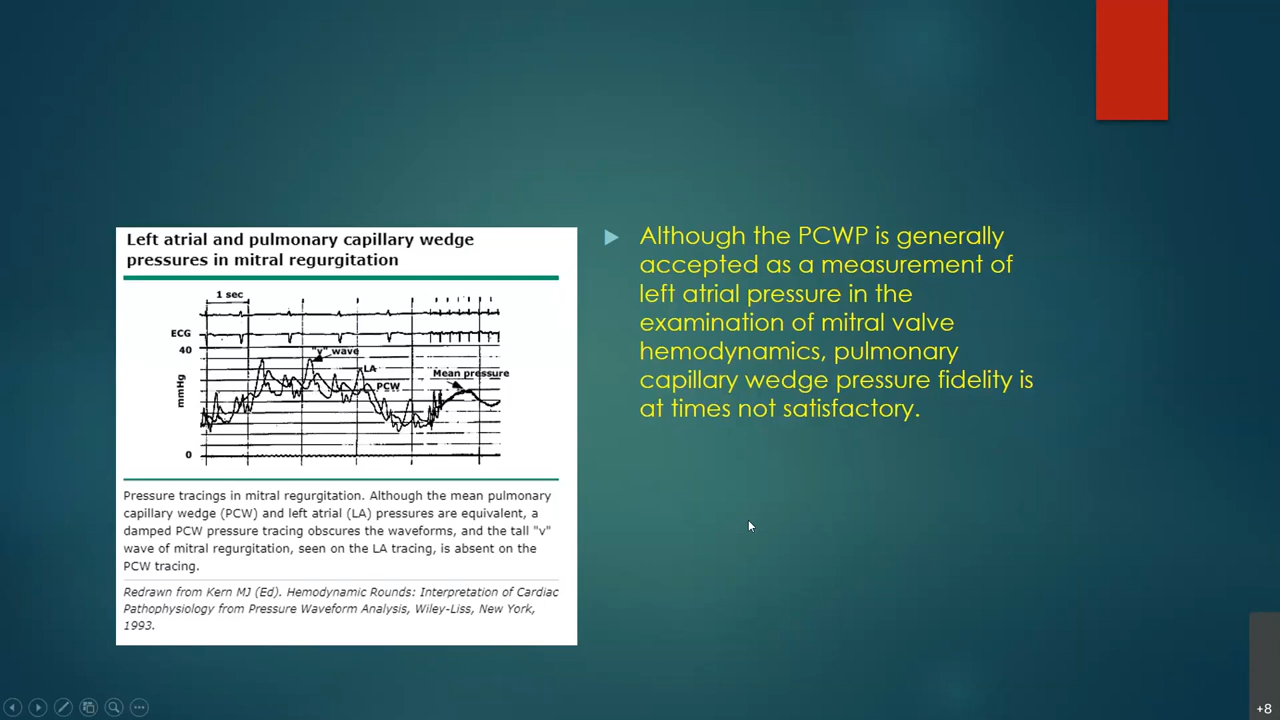 Left atrial and pulmonary capillary wedge
pressures in mitral regurgitation
1 sec
ECG
40
"v" wave
LA
Mean pressure
PCW
mmHg
0
Pressure tracings in mitral regurgitation. Although the mean pulmonary
capillary wedge (PCW) and left atrial (LA) pressures are equivalent, a
damped PCW pressure tracing obscures the waveforms, and the tall "v"
wave of mitral regurgitation, seen on the LA tracing, is absent on the
PCW tracing.
Redrawn from Kern MJ (Ed). Hemodynamic Rounds: Interpretation of Cardiac
Pathophysiology from Pressure Waveform Analysis, Wiley-Liss, New York,
1993.
Although the PCWP is generally
accepted as a measurement of
left atrial pressure in the
examination of mitral valve
hemodynamics, pulmonary
capillary wedge pressure fidelity is
at times not satisfactory.
+8